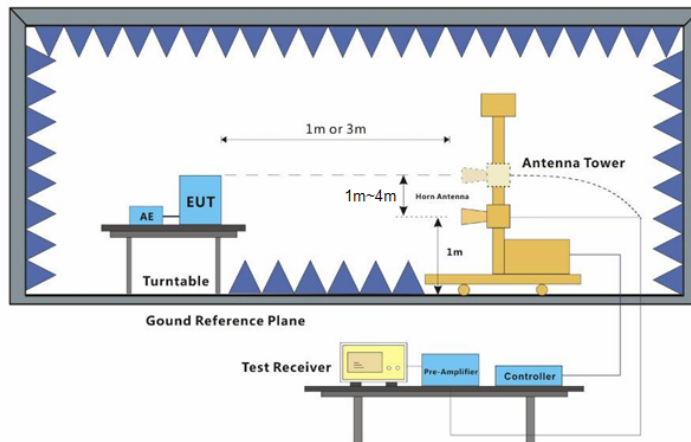 1m or 3m
Antenna Tower
1m~4m
Horn Antenna
EUT
AE
1m
Turntable
Gound Reference Plane
Test Receiver
Pre-Amplifier
Controller